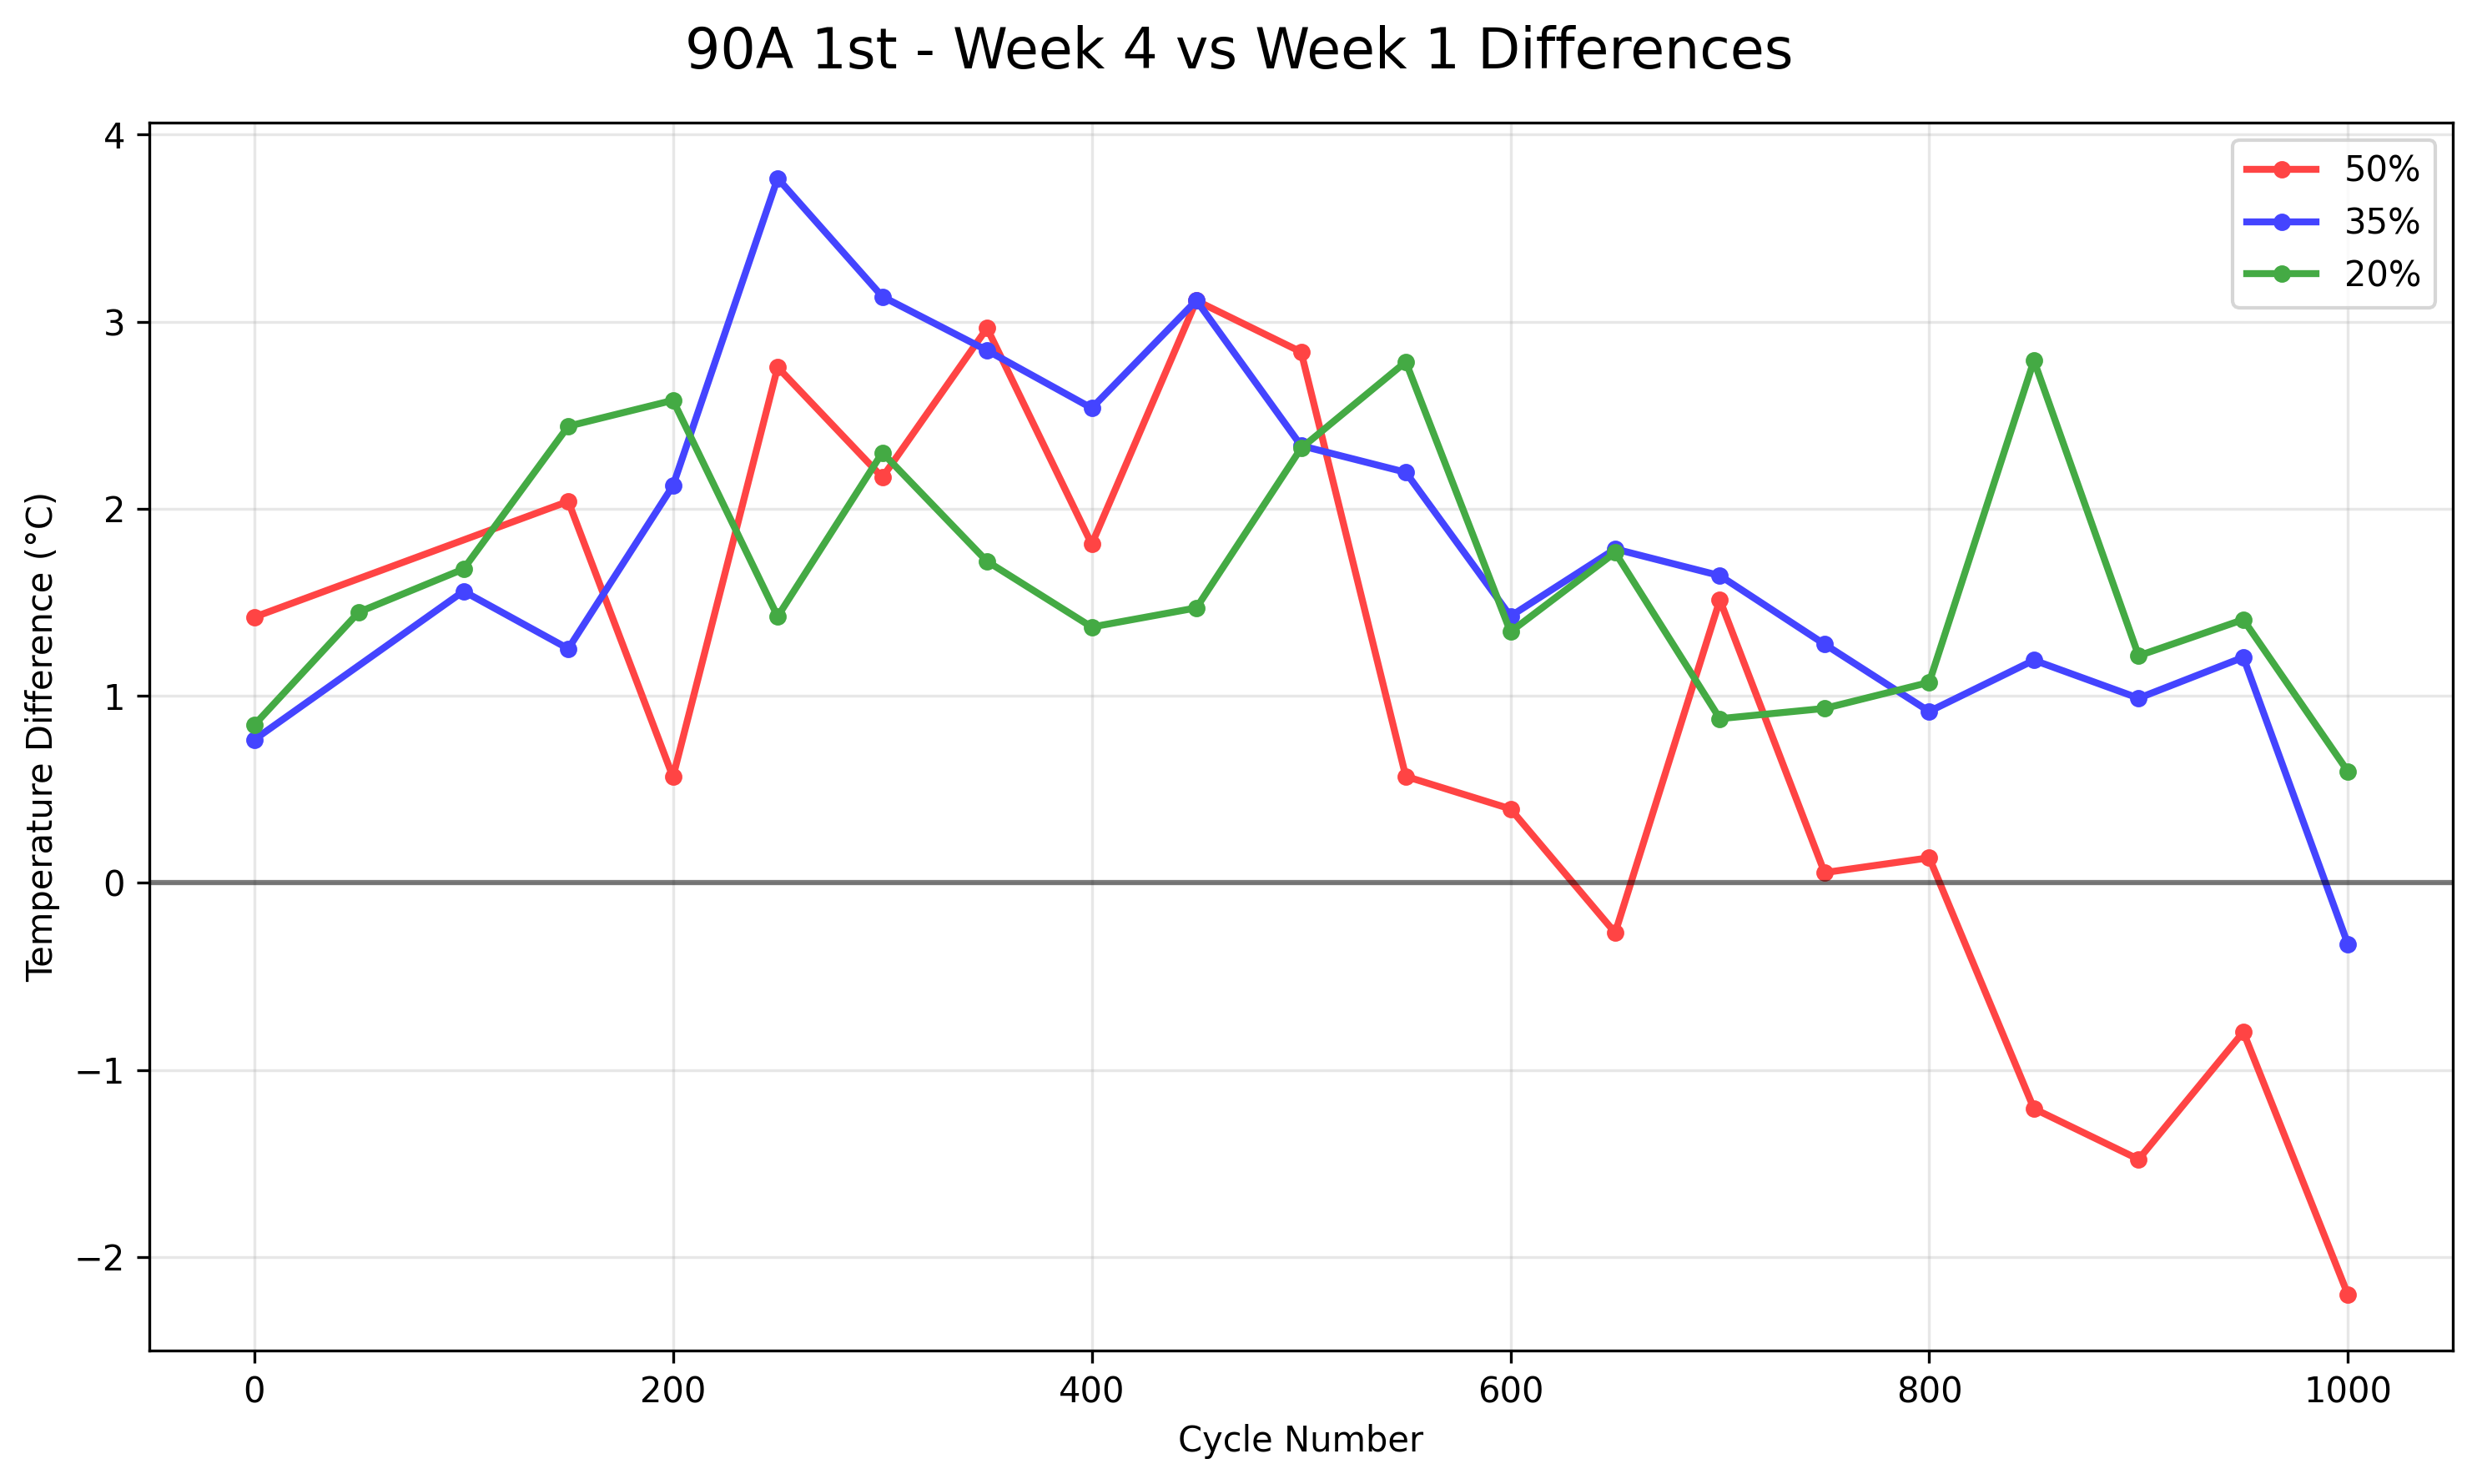 90A 1st - Week 4 vs Week 1 Differences
4
3
2
1
0
−1
−2
Temperature Difference (°C)
50%
35%
20%
0 200 400 600 800 1000
Cycle Number